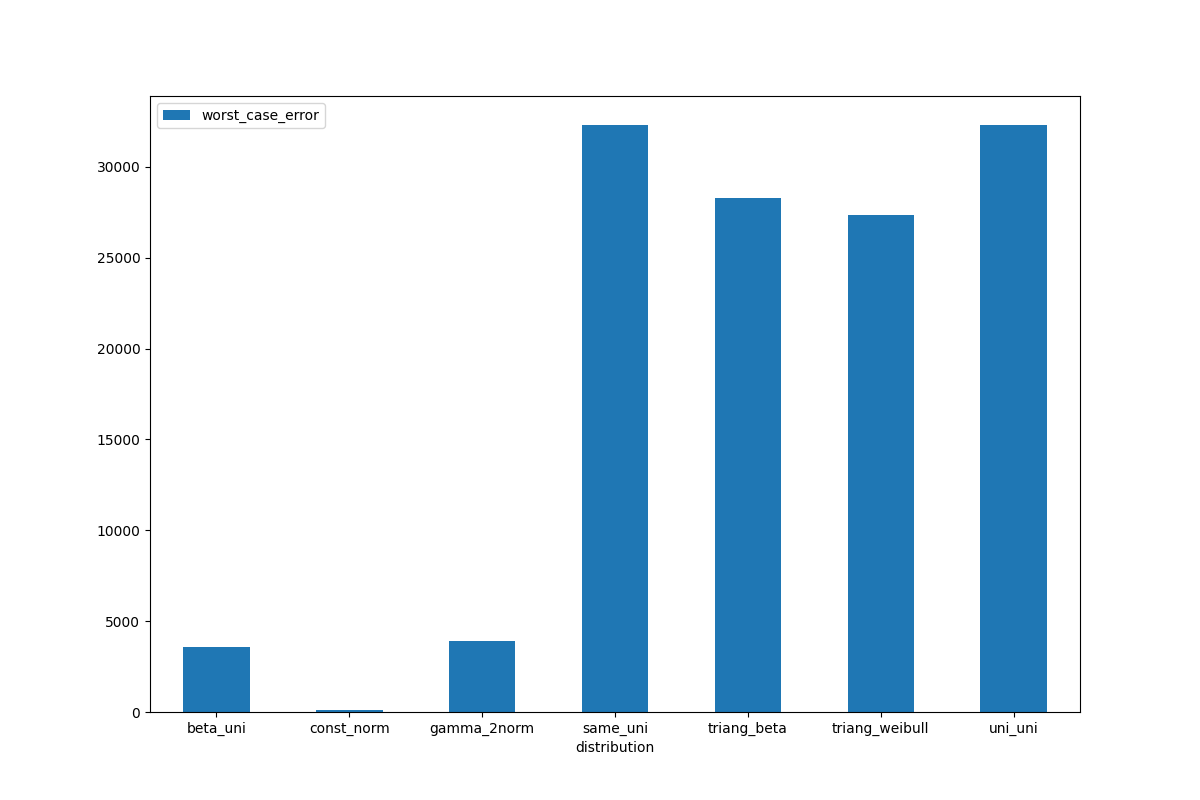 worst_case_error
30000
25000
20000
15000
10000
5000
0
beta_uni const_norm gamma_2norm same_uni triang_beta triang_weibull uni_uni
distribution